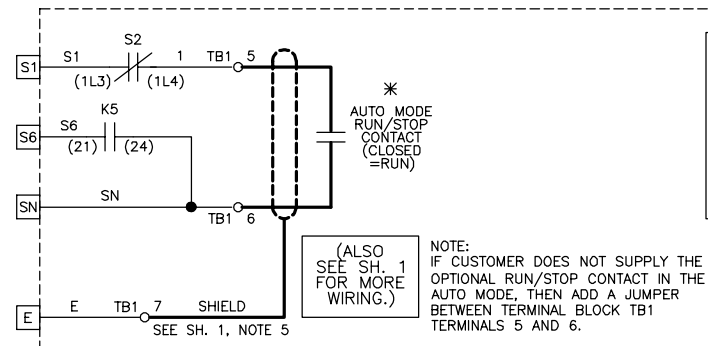 S2
S1 S1 1 TB1 5
(1L3) (1L4)
K5
S6 S6
(21) (24)
*
AUTO MODE
RUN/STOP
CONTACT
(CLOSED
=RUN)
SN SN
TB1 6
(ALSO
SEE SH. 1
FOR MORE
WIRING.)
NOTE:
IF CUSTOMER DOES NOT SUPPLY THE
OPTIONAL RUN/STOP CONTACT IN THE
AUTO MODE, THEN ADD A JUMPER
BETWEEN TERMINAL BLOCK TB1
TERMINALS 5 AND 6.
E E TB1 7 SHIELD
SEE SH. 1, NOTE 5